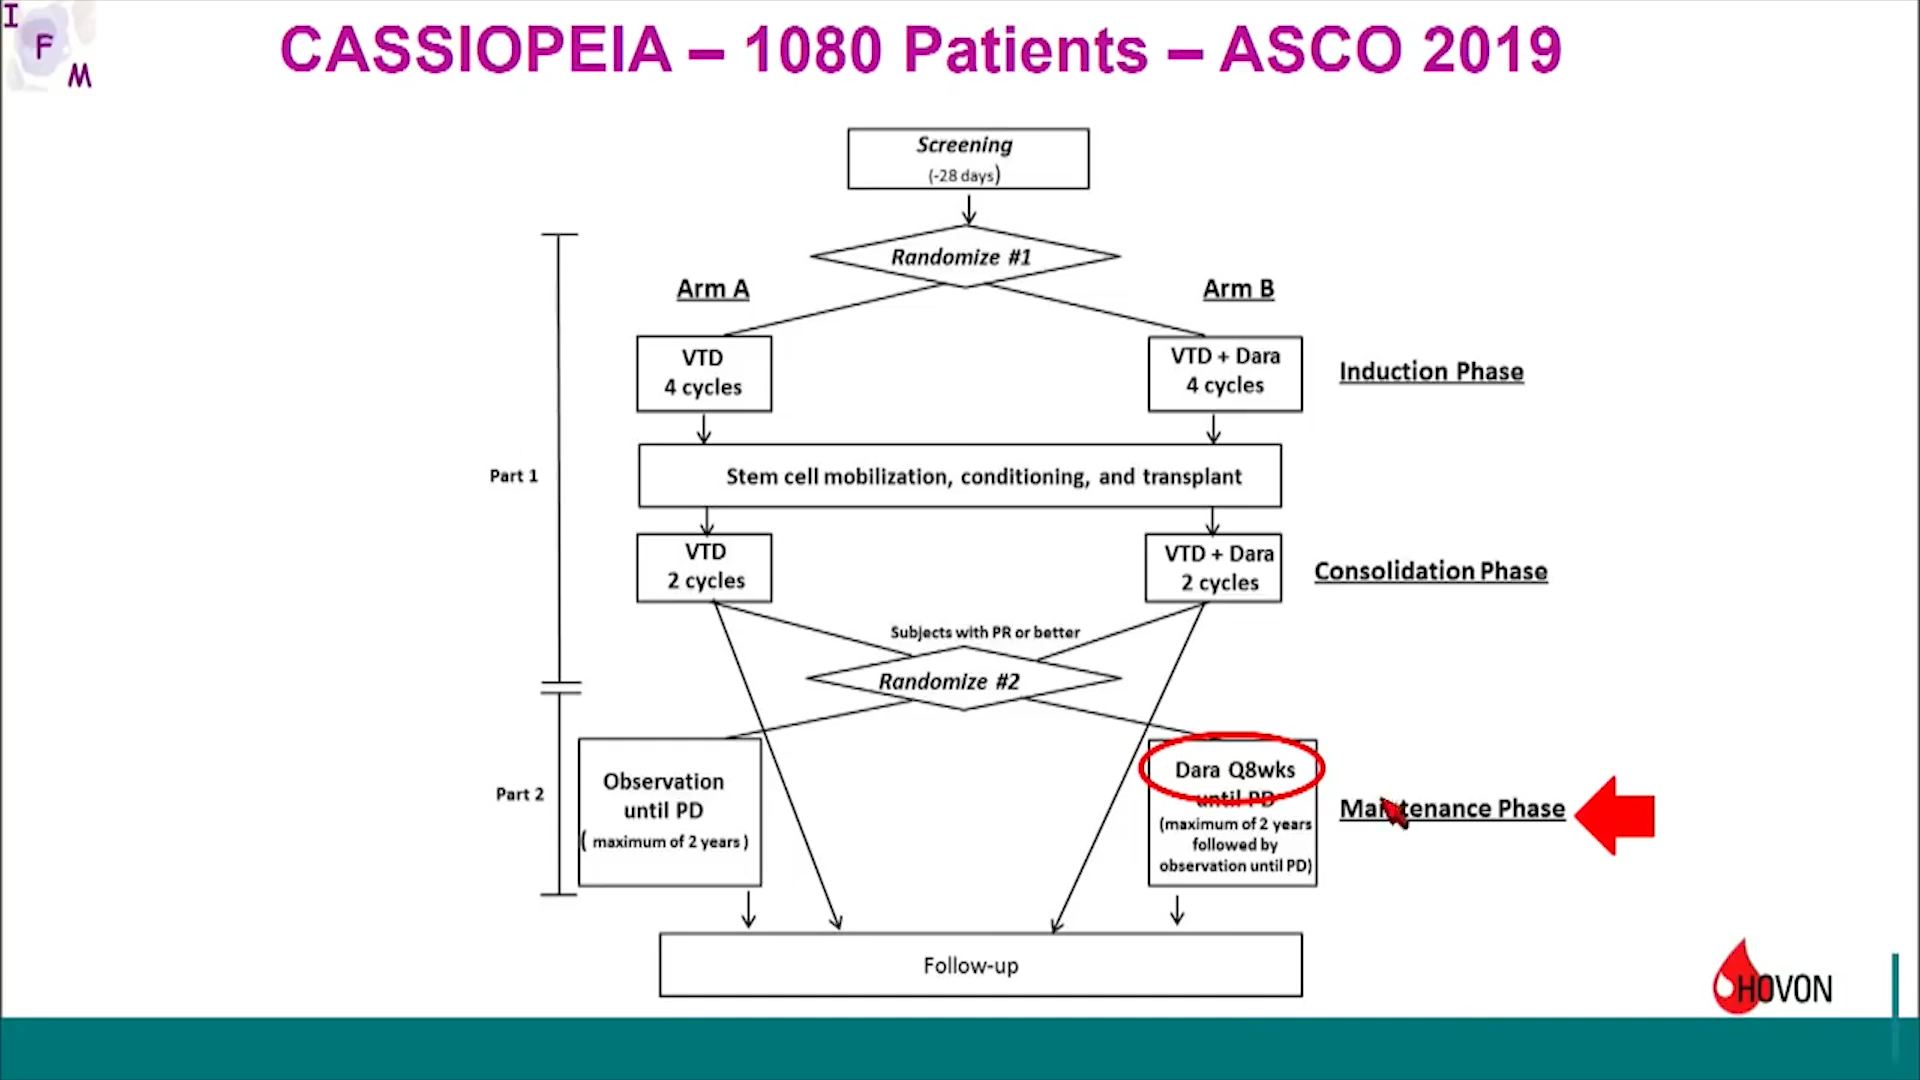 I
F
M
CASSIOPEIA – 1080 Patients – ASCO 2019
Screening
(-28 days)
Randomize #1
Arm A
Arm B
VTD
4 cycles
VTD + Dara
4 cycles
Induction Phase
Part 1
Stem cell mobilization, conditioning, and transplant
VTD
2 cycles
VTD + Dara
2 cycles
Consolidation Phase
Subjects with PR or better
Randomize #2
Part 2
Observation
until PD
( maximum of 2 years )
Dara Q8wks
until PD
(maximum of 2 years
followed by
observation until PD)
Maintenance Phase
Follow-up
HOVON